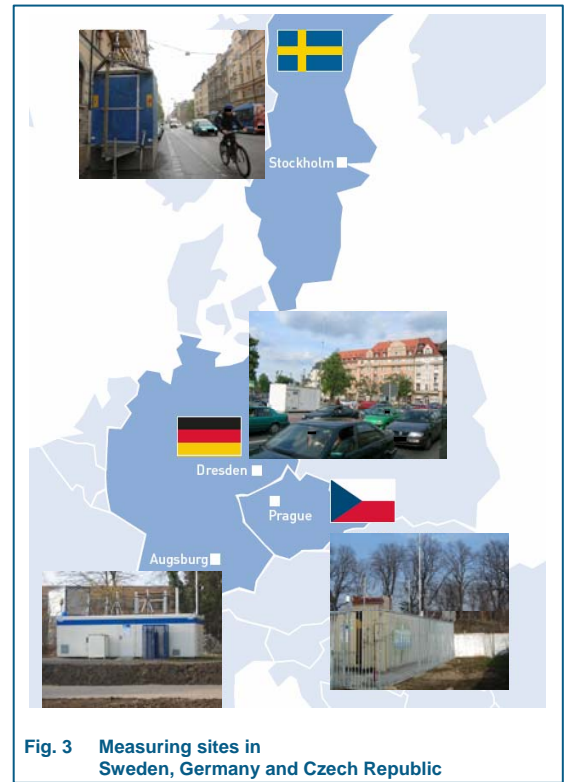 Stockholm
Dresden
Prague
Augsburg
Fig. 3 Measuring sites in
Sweden, Germany and Czech Republic